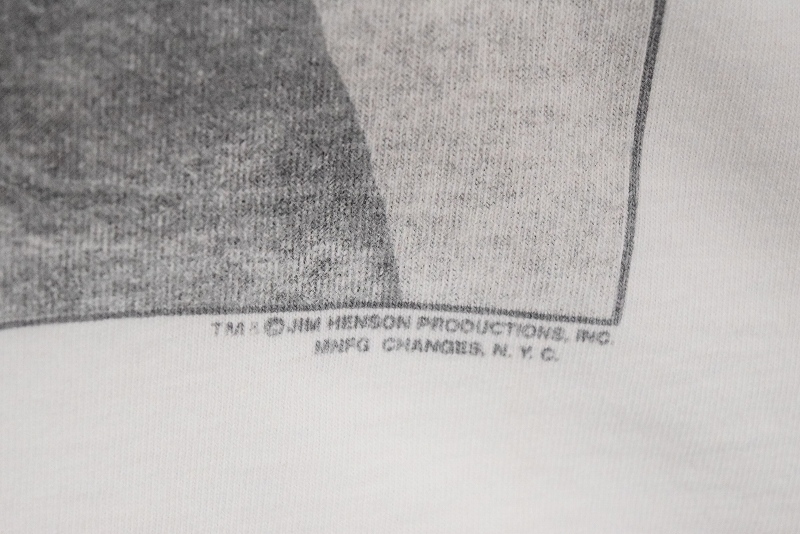 TM & © JIM HENSON PRODUCTIONS, INC.
MNFG CHANGES, N. Y. C.